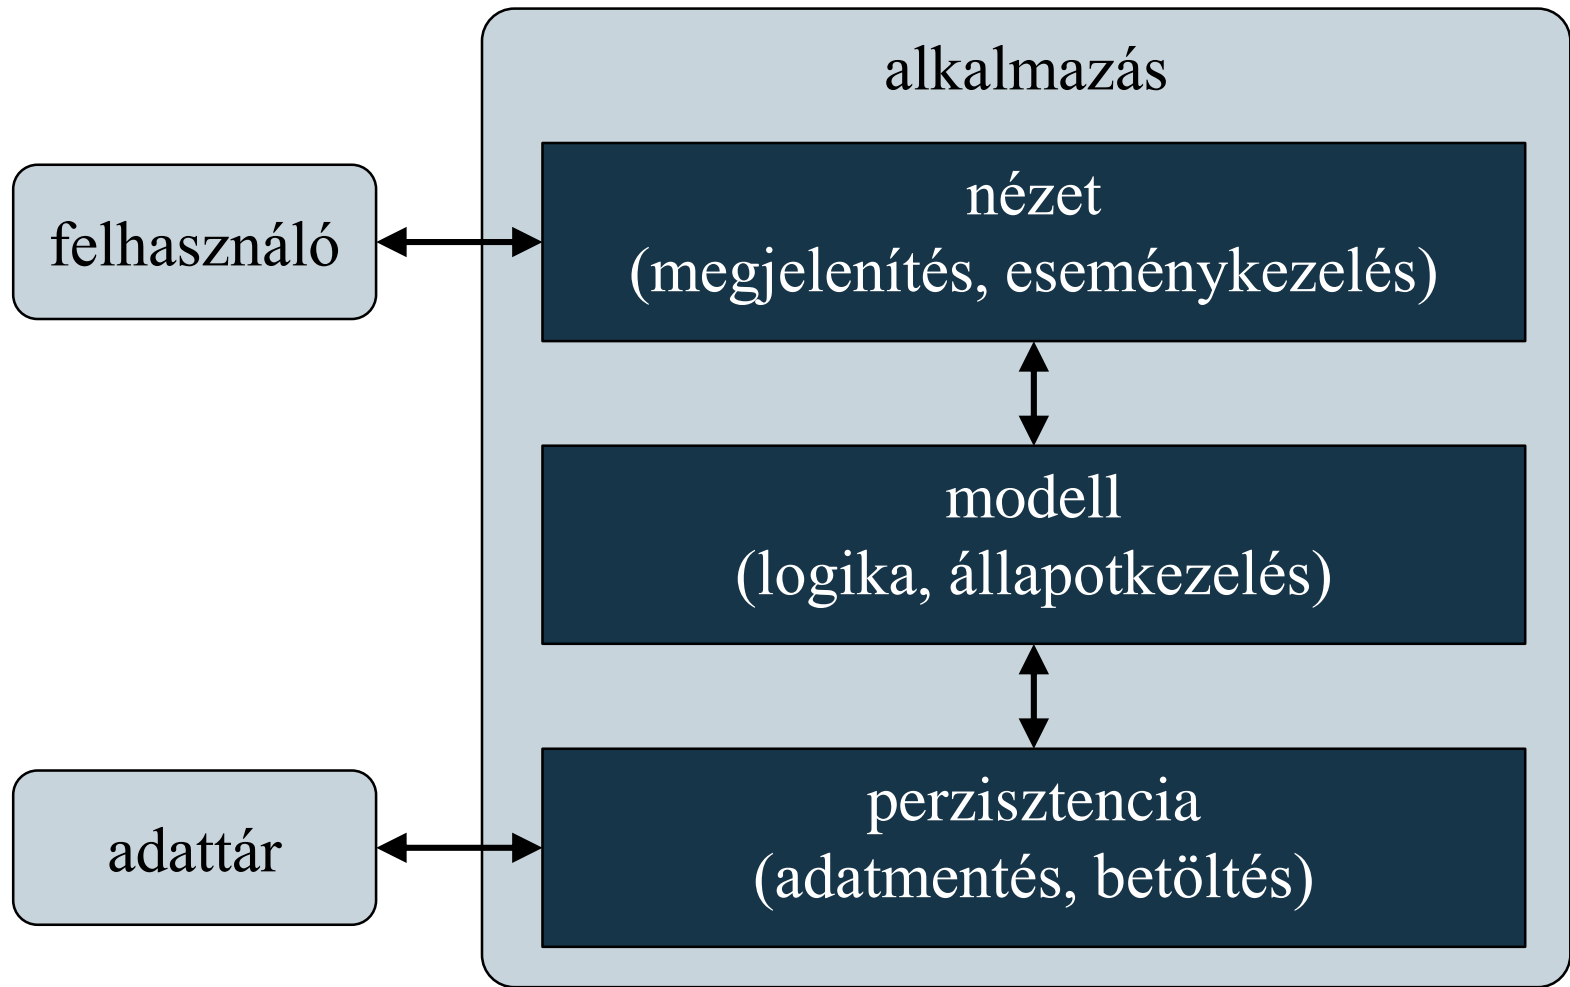 alkalmazás
felhasználó
nézet
(megjelenítés, eseménykezelés)
modell
(logika, állapotkezelés)
adattár
perzisztencia
(adatmentés, betöltés)